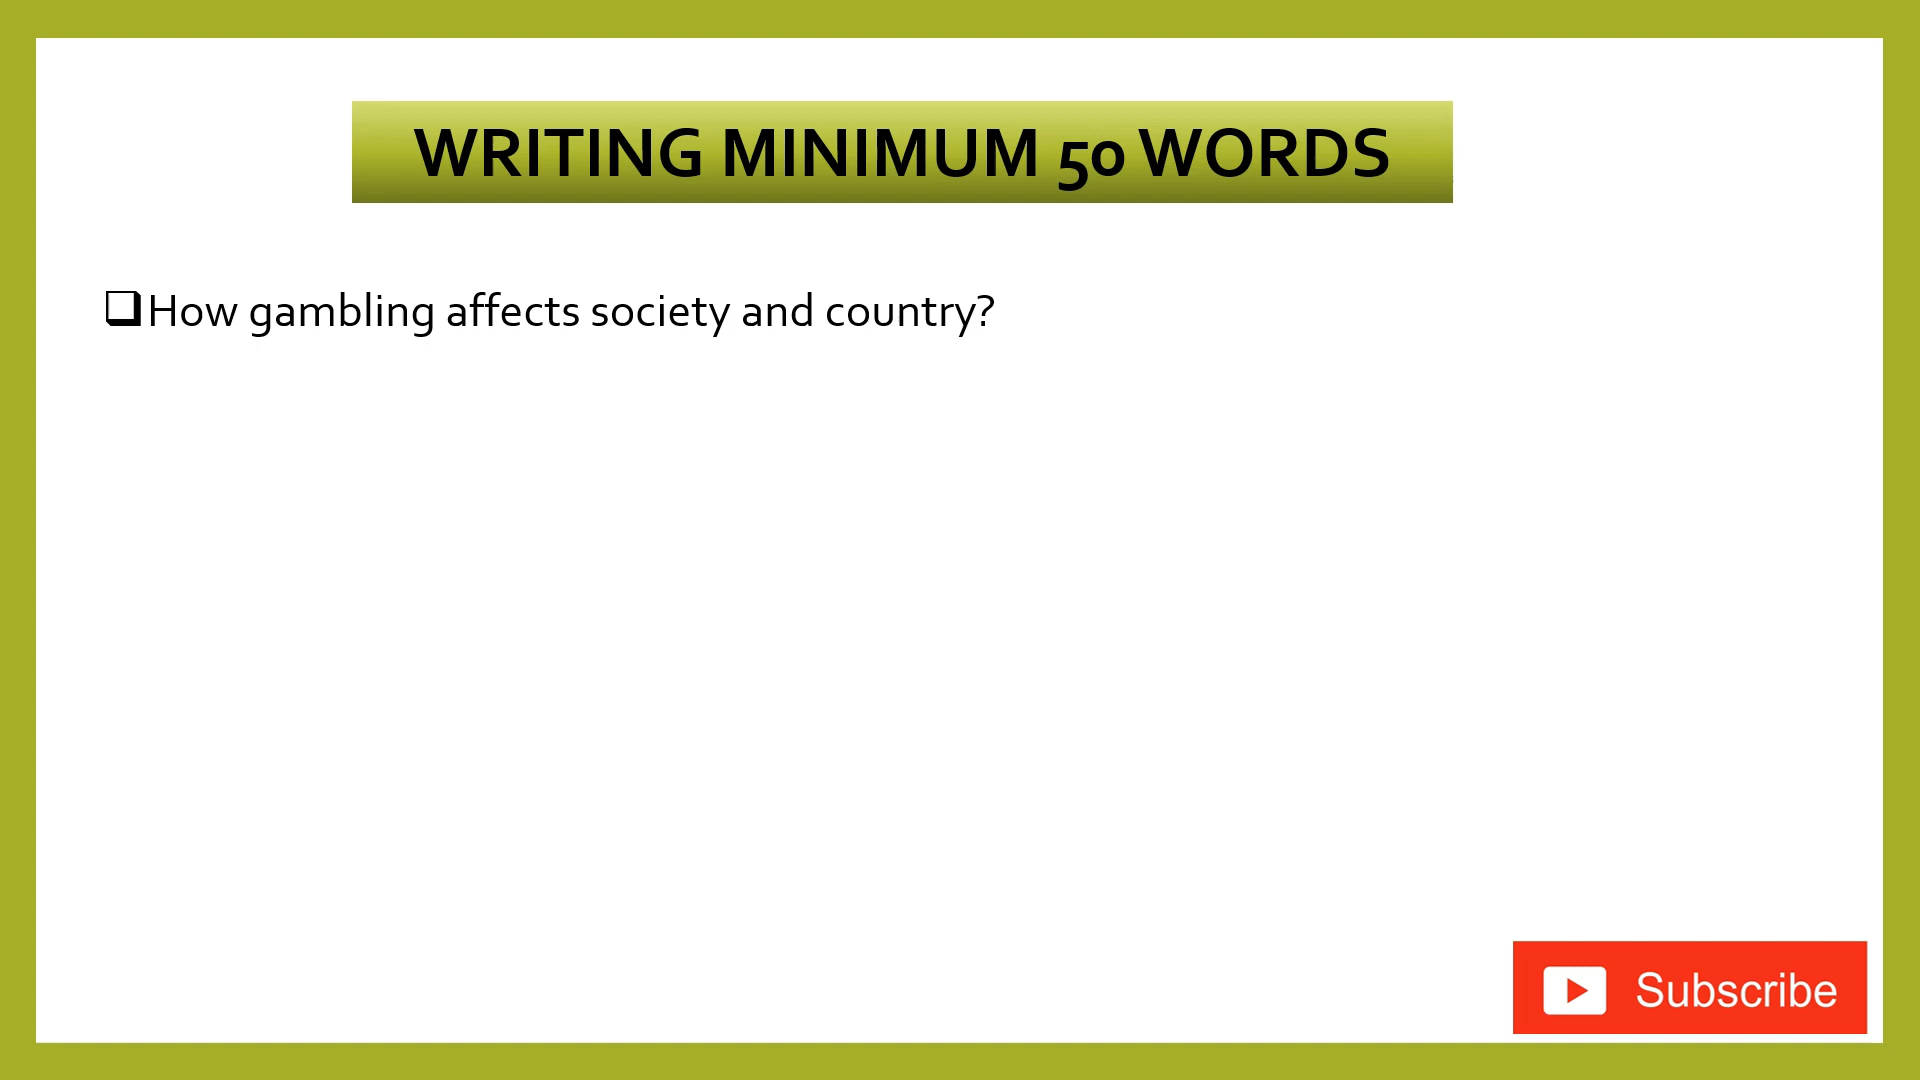 WRITING MINIMUM 50 WORDS
How gambling affects society and country?
Subscribe